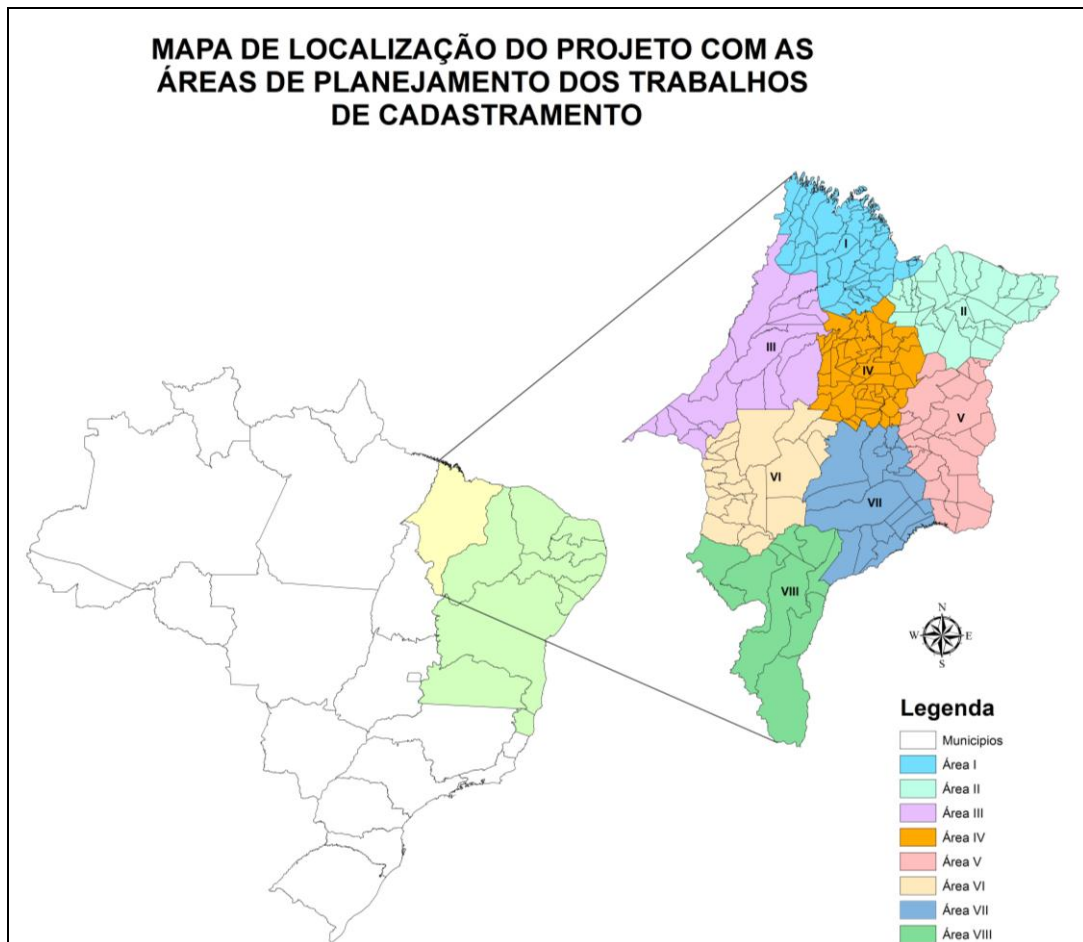 MAPA DE LOCALIZAÇÃO DO PROJETO COM AS
ÁREAS DE PLANEJAMENTO DOS TRABALHOS
DE CADASTRAMENTO
I
II
III
IV
V
VI
VII
VIII
N
W
E
S
Legenda
Municipios
Área I
Área II
Área III
Área IV
Área V
Área VI
Área VII
Área VIII